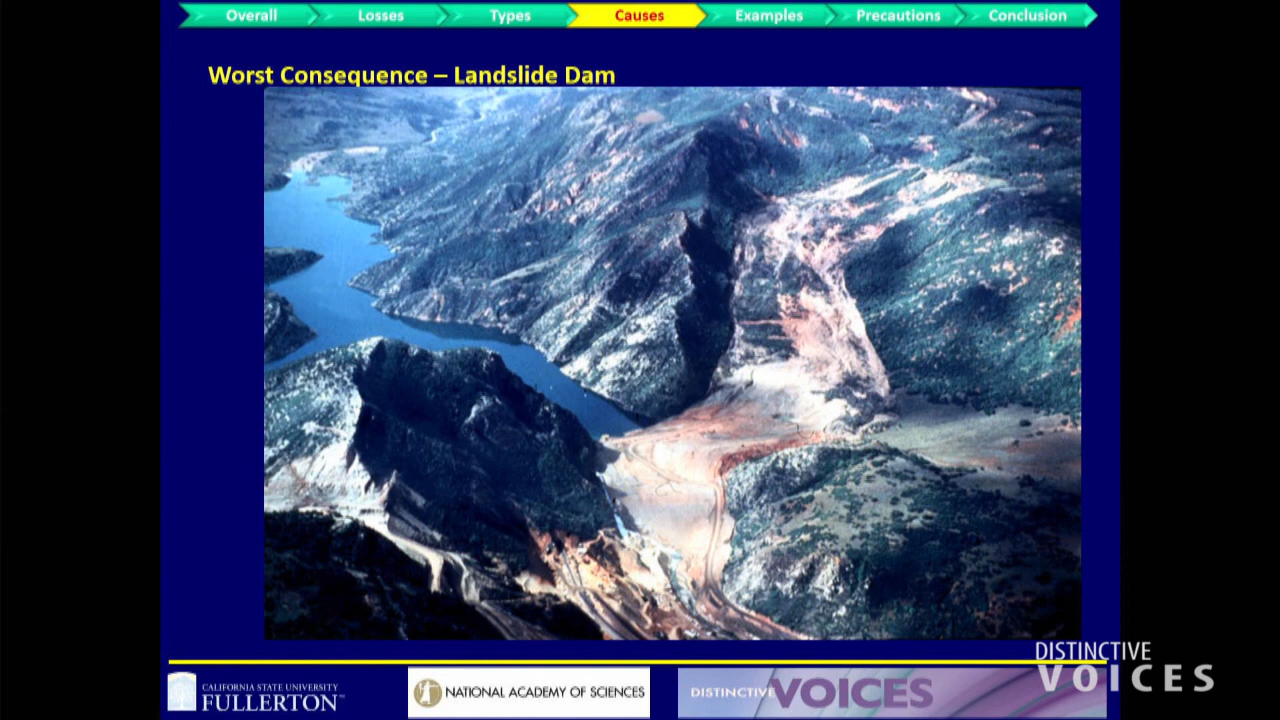 Overall
Losses
Types
Causes
Examples
Precautions
Conclusion
Worst Consequence – Landslide Dam
DISTINCTIVE
VOICES
CALIFORNIA STATE UNIVERSITY
FULLERTON™
NATIONAL ACADEMY OF SCIENCES
DISTINCTIVE VOICES